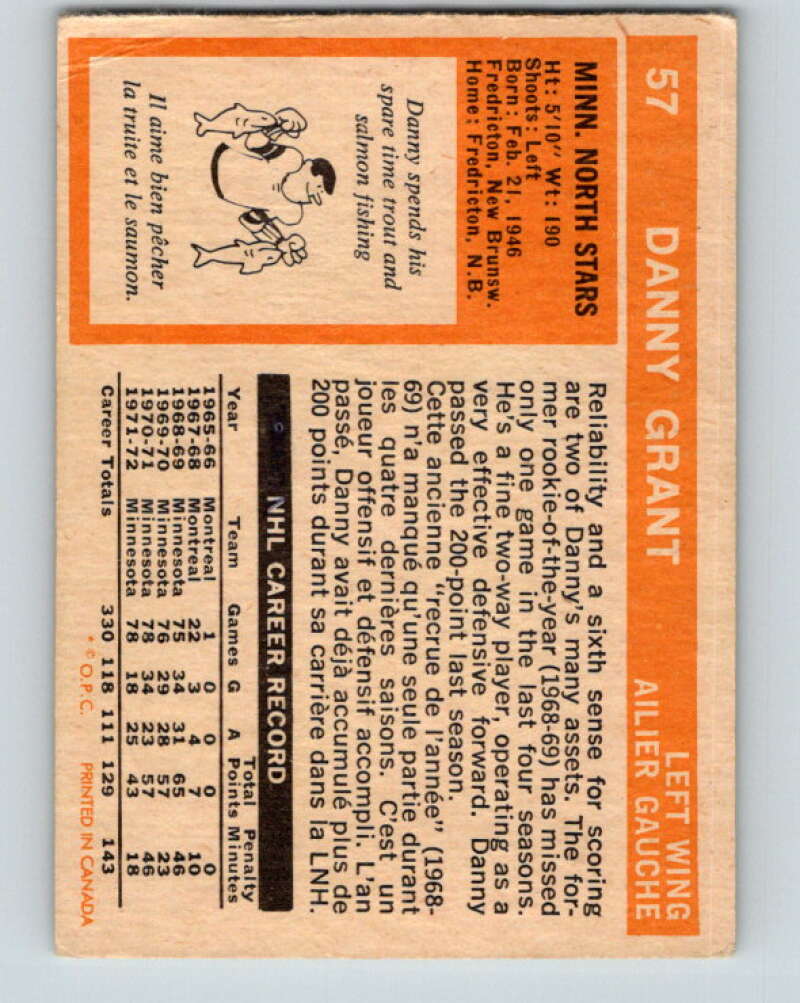 57 DANNY GRANT LEFT WING
AILIER GAUCHE
MINN. NORTH STARS
Ht: 5'10" Wt: 190
Shoots: Left
Born: Feb. 21, 1946
Fredricton, New Brunsw.
Home: Fredricton, N.B.
Danny spends his
spare time trout and
salmon fishing
Il aime bien pêcher
la truite et le saumon.
Reliability and a sixth sense for scoring
are two of Danny's many assets. The for-
mer rookie-of-the-year (1968-69) has missed
only one game in the last four seasons.
He's a fine two-way player, operating as a
very effective defensive forward. Danny
passed the 200-point last season.
Cette ancienne "recrue de l'année" (1968-
69) n'a manqué qu'une seule partie durant
les quatre dernières saisons. C'est un
joueur offensif et défensif accompli. L'an
passé, Danny avait déjà accumulé plus de
200 points durant sa carrière dans la LNH.
NHL CAREER RECORD
Total Penalty
Year Team Games G A Points Minutes
1965-66 Montreal 1 0 0 0 0
1967-68 Montreal 22 3 4 7 10
1968-69 Minnesota 75 34 31 65 46
1969-70 Minnesota 76 29 28 57 23
1970-71 Minnesota 78 34 23 57 46
1971-72 Minnesota 78 18 25 43 18
Career Totals 330 118 111 129 143
* © O.P.C. PRINTED IN CANADA